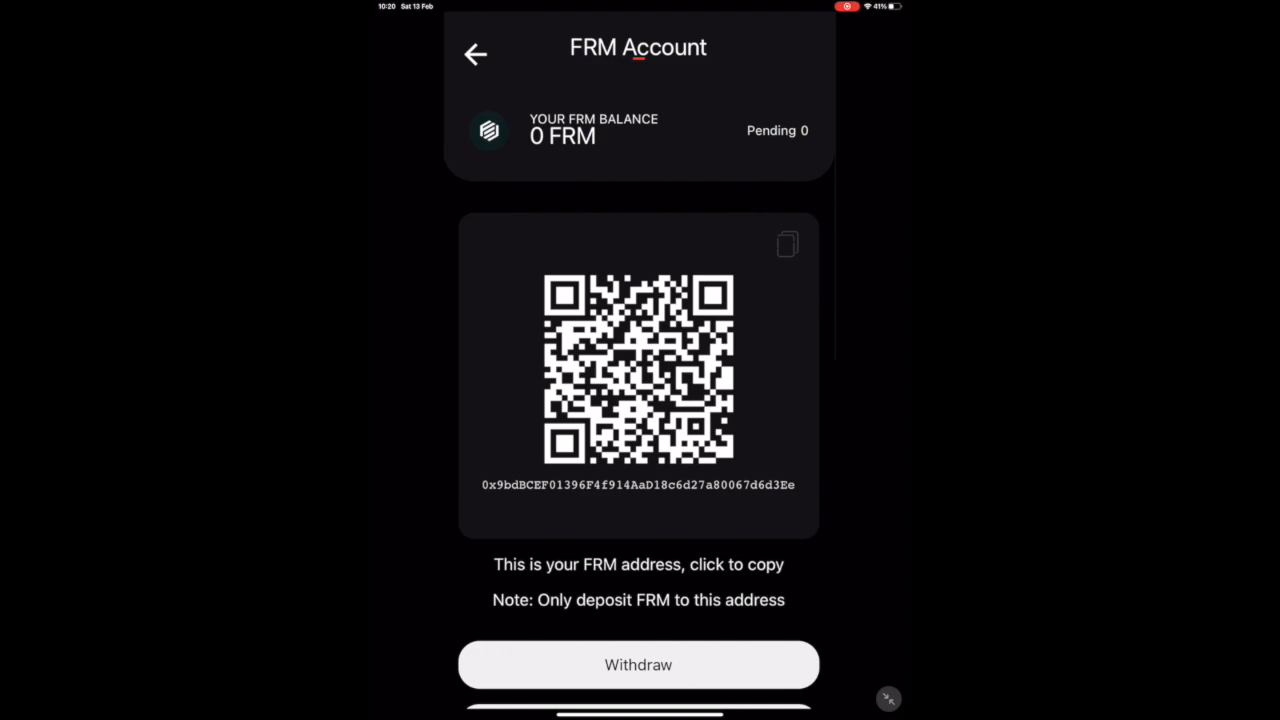 10:20 Sat 13 Feb
41%
FRM Account
YOUR FRM BALANCE
0 FRM
Pending 0
0x9bdBCEF01396F4f914AaD18c6d27a80067d6d3Ee
This is your FRM address, click to copy
Note: Only deposit FRM to this address
Withdraw